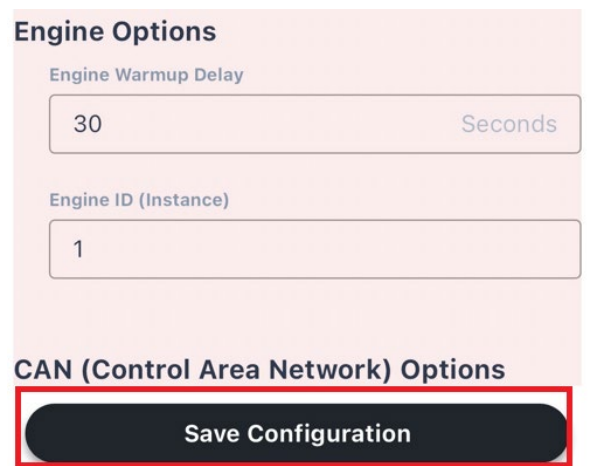 Engine Options
Engine Warmup Delay
30 Seconds
Engine ID (Instance)
1
CAN (Control Area Network) Options
Save Configuration